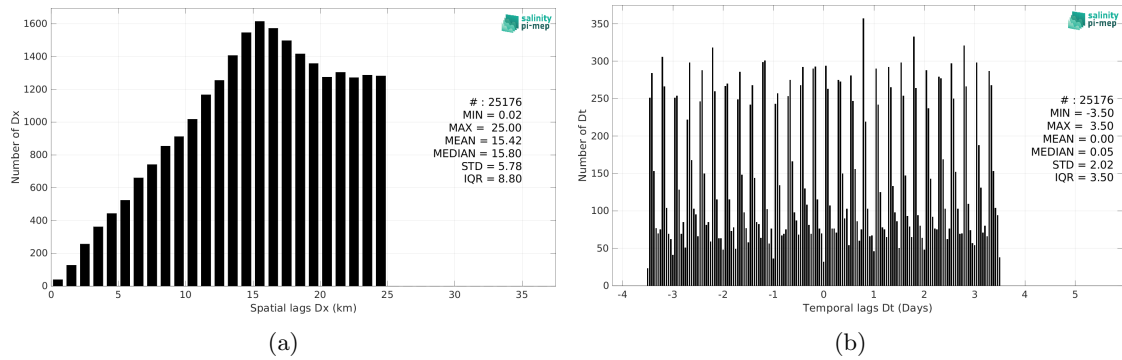 1600
1400
1200
1000
800
600
400
200
0
Number of Dx
0 5 10 15 20 25 30 35
Spatial lags Dx (km)
salinity
pi-mep
# : 25176
MIN = 0.02
MAX = 25.00
MEAN = 15.42
MEDIAN = 15.80
STD = 5.78
IQR = 8.80
(a)
350
300
250
200
150
100
50
0
Number of Dt
-4 -3 -2 -1 0 1 2 3 4 5
Temporal lags Dt (Days)
salinity
pi-mep
# : 25176
MIN = -3.50
MAX = 3.50
MEAN = 0.00
MEDIAN = 0.05
STD = 2.02
IQR = 3.50
(b)